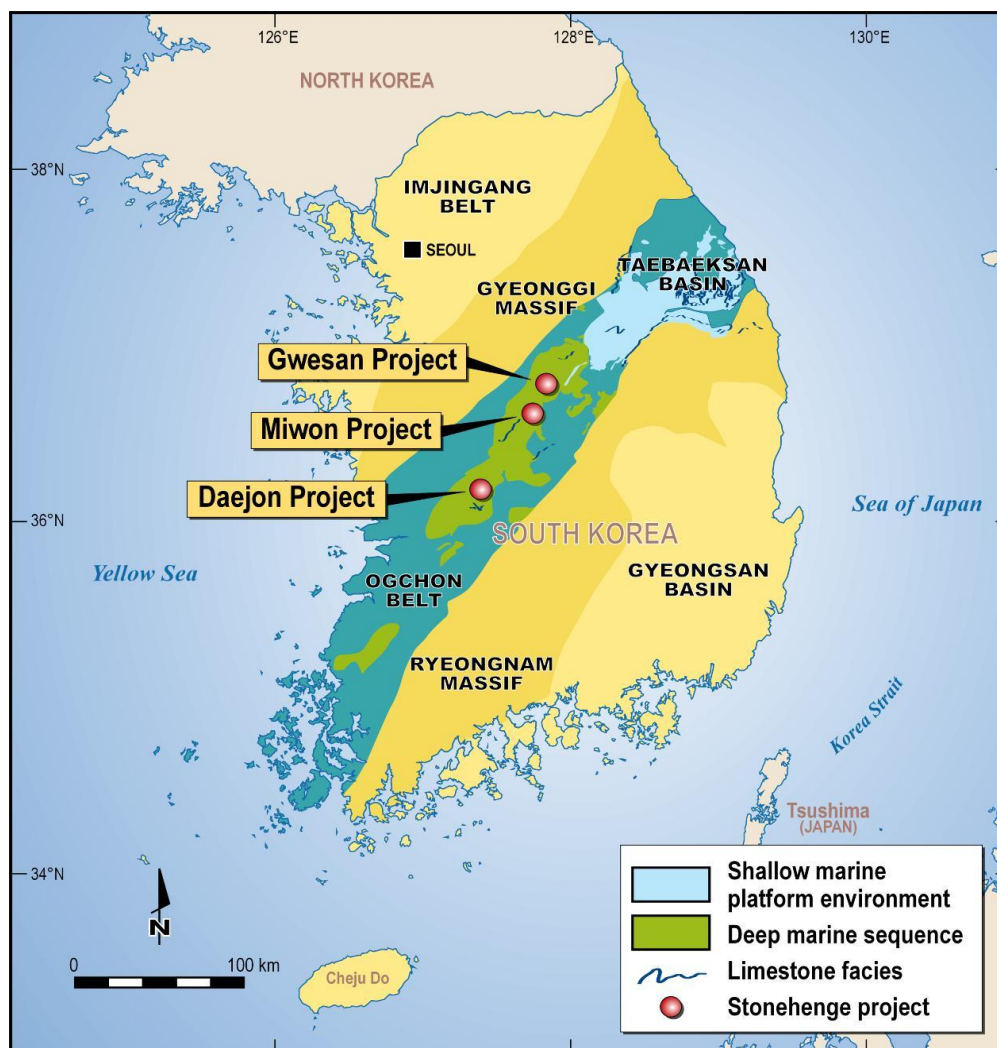 126°E
128°E
130°E
NORTH KOREA
38°N
IMJINGANG
BELT
SEOUL
TAEBAEKSAN
BASIN
GYEONGGI
MASSIF
Gwesan Project
Miwon Project
Daejon Project
36°N
SOUTH KOREA
Sea of Japan
Yellow Sea
GYEONGSAN
BASIN
OGCHON
BELT
RYEONGNAM
MASSIF
Korea Strait
Tsushima
(JAPAN)
34°N
N
0
100 km
Cheju Do
Shallow marine
platform environment
Deep marine sequence
Limestone facies
Stonehenge project